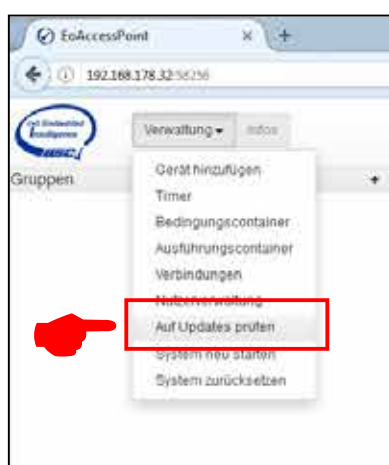 EoAccessPoint × +
192.168.178.32:58256
Verwaltung Infos
Gruppen +
Gerät hinzufügen
Timer
Bedingungscontainer
Ausführungscontainer
Verbindungen
Nutzerverwaltung
Auf Updates prüfen
System neu starten
System zurücksetzen